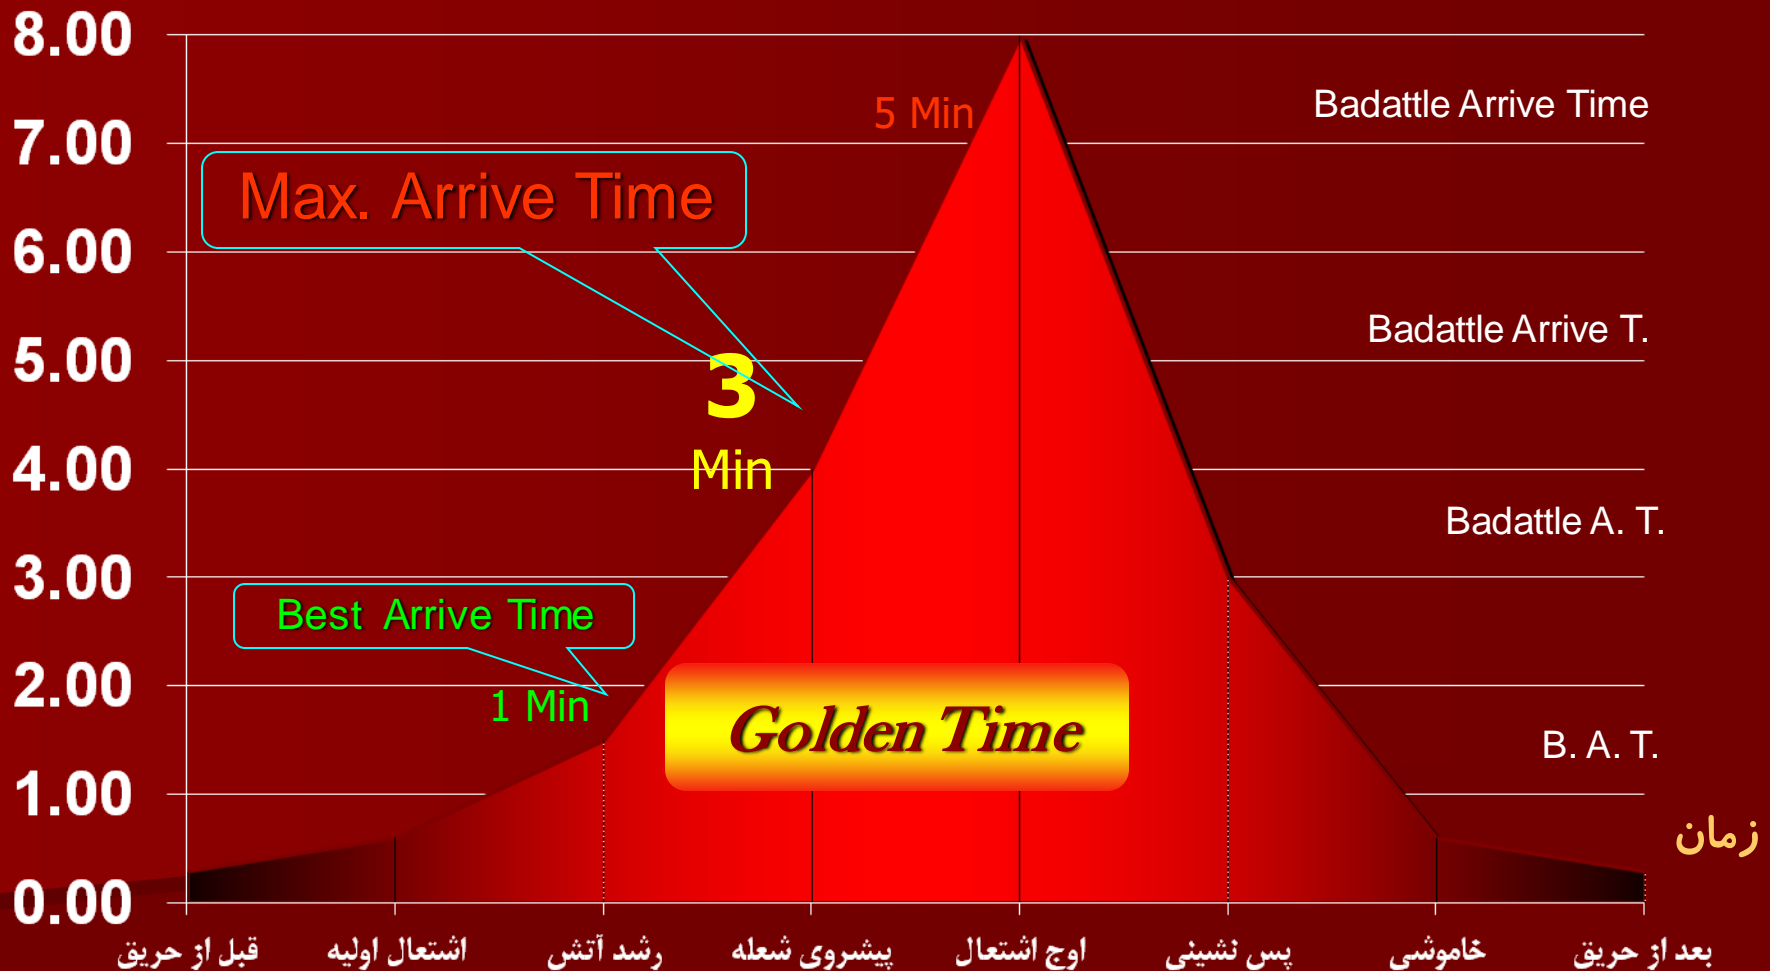 8.00
7.00
6.00
5.00
4.00
3.00
2.00
1.00
0.00
5 Min
Badattle Arrive Time
Max. Arrive Time
Badattle Arrive T.
3
Min
Badattle A. T.
Best Arrive Time
1 Min
Golden Time
B. A. T.
زمان
قبل از حریق
اشتعال اولیه
رشد آتش
پیشروی شعله
اوج اشتعال
پس نشینی
خاموشی
بعد از حریق